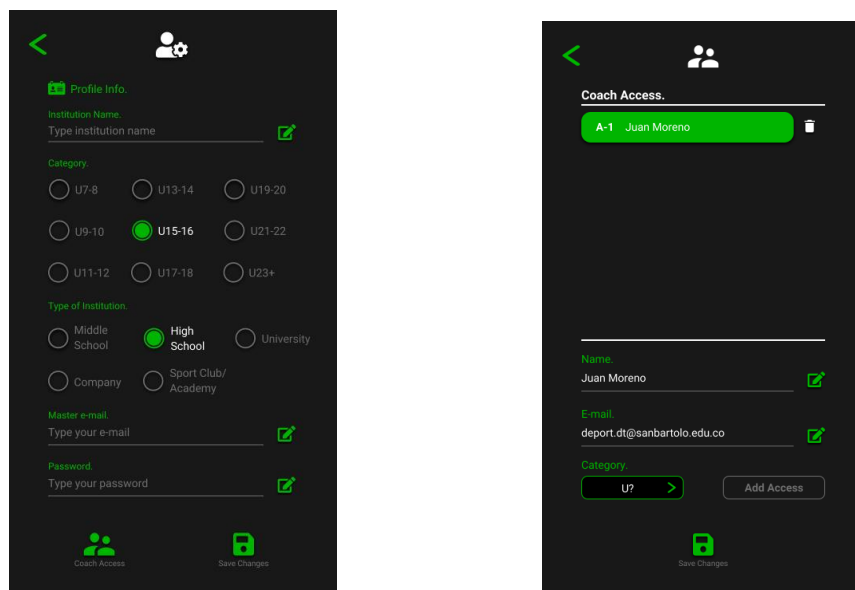 Profile Info.
Institution Name.
Type institution name
Category.
U7-8 U13-14 U19-20
U9-10 U15-16 U21-22
U11-12 U17-18 U23+
Type of Institution.
Middle
School
High
School
University
Company
Sport Club/
Academy
Master e-mail.
Type your e-mail
Password.
Type your password
Coach Access
Save Changes
Coach Access.
A-1 Juan Moreno
Name.
Juan Moreno
E-mail.
deport.dt@sanbartolo.edu.co
Category.
U?
Add Access
Save Changes